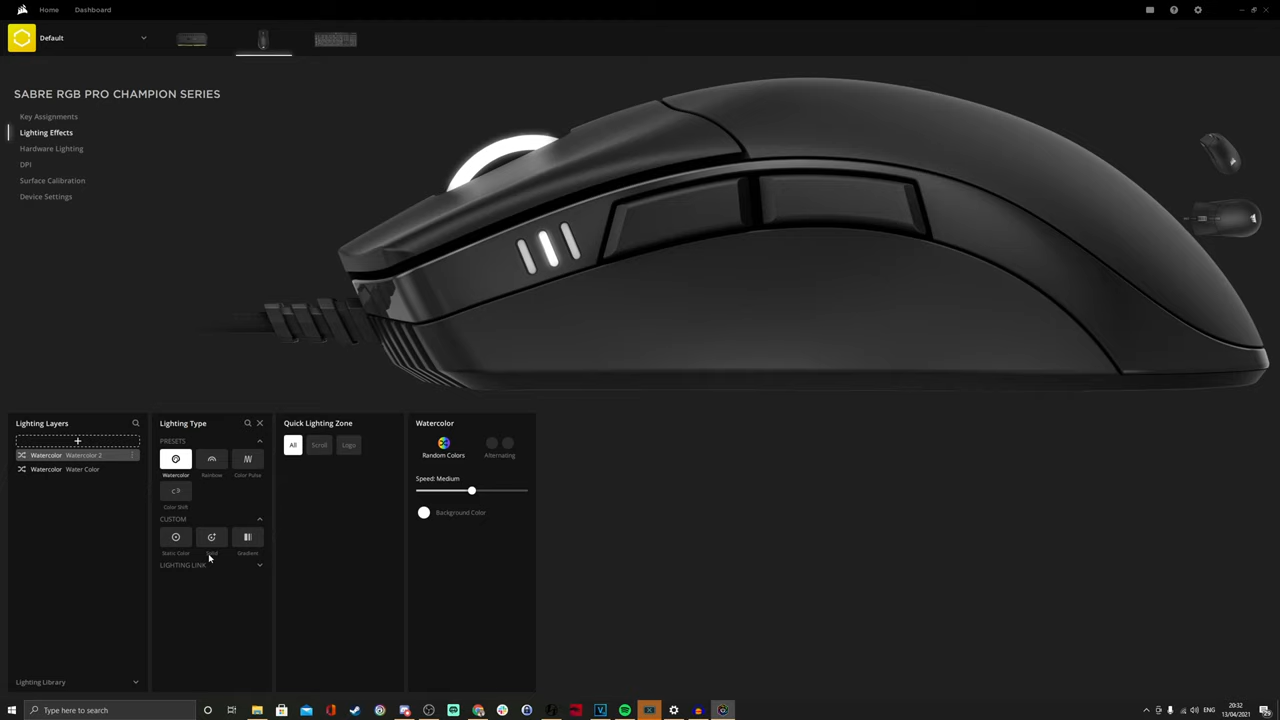 Home Dashboard
Default
SABRE RGB PRO CHAMPION SERIES
Key Assignments
Lighting Effects
Hardware Lighting
DPI
Surface Calibration
Device Settings
Lighting Layers
+
Watercolor Watercolor 2
Watercolor Water Color
Lighting Library
Lighting Type
PRESETS
Watercolor Rainbow Color Pulse
Color Shift
CUSTOM
Static Color Solid Gradient
LIGHTING LINK
Quick Lighting Zone
All Scroll Logo
Watercolor
Random Colors Alternating
Speed: Medium
Background Color
Type here to search
ENG
20:32
13/04/2021